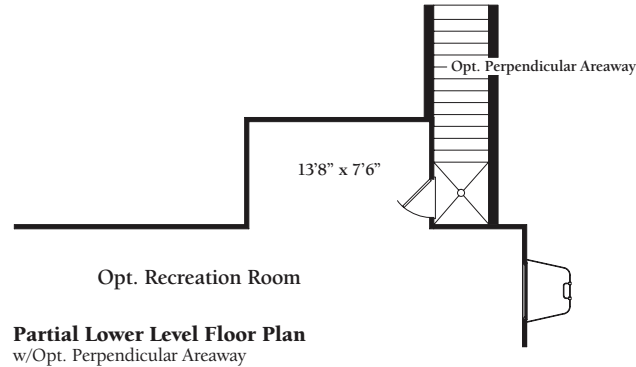 Opt. Perpendicular Areaway
13'8” x 7'6”
Opt. Recreation Room
Partial Lower Level Floor Plan
w/Opt. Perpendicular Areaway